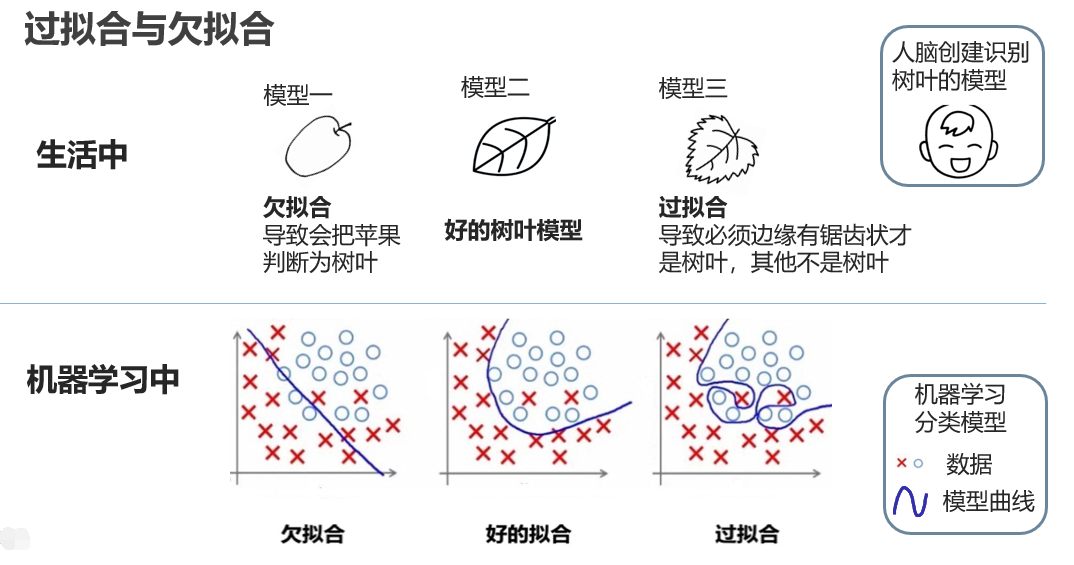 过拟合与欠拟合
人脑创建识别
树叶的模型
模型一
模型二
模型三
生活中
欠拟合
导致会把苹果
判断为树叶
好的树叶模型
过拟合
导致必须边缘有锯齿状才
是树叶，其他不是树叶
机器学习中
机器学习
分类模型
数据
模型曲线
欠拟合
好的拟合
过拟合